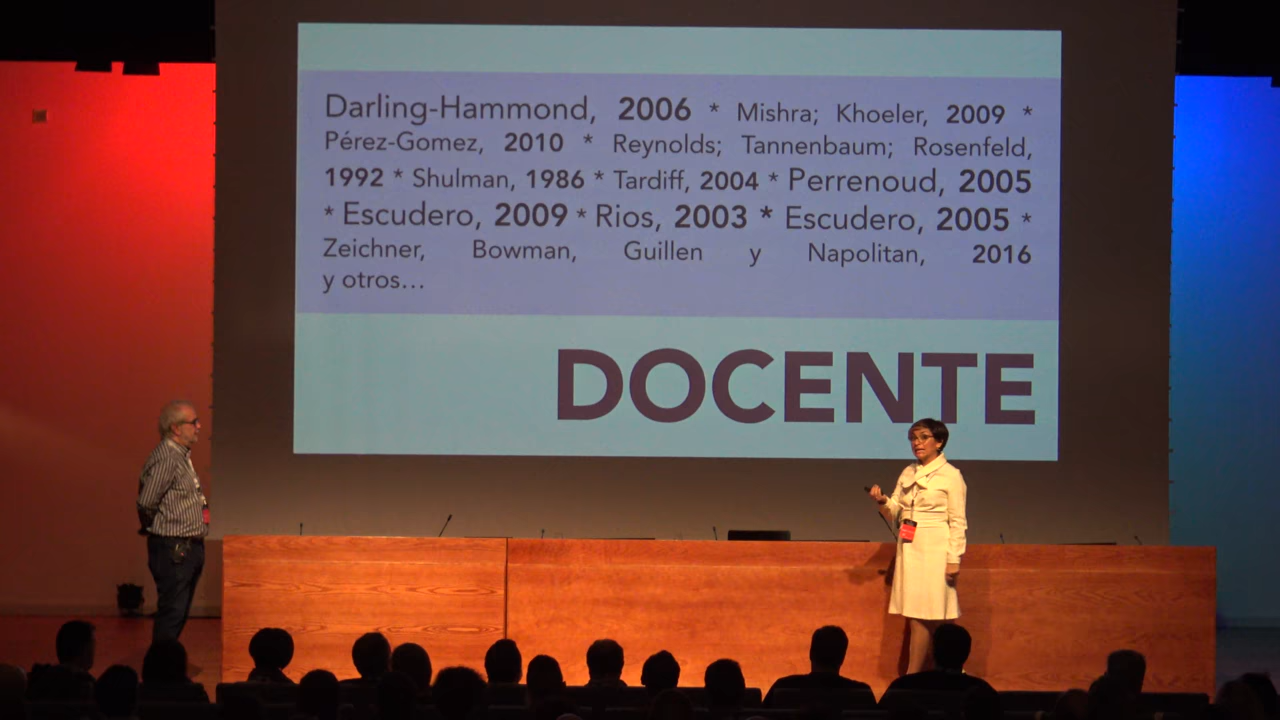 Darling-Hammond, 2006 * Mishra; Khoeler, 2009 *
Pérez-Gomez, 2010 * Reynolds; Tannenbaum; Rosenfeld,
1992 * Shulman, 1986 * Tardiff, 2004 * Perrenoud, 2005
* Escudero, 2009 * Rios, 2003 * Escudero, 2005 *
Zeichner, Bowman, Guillen y Napolitan, 2016
y otros...
DOCENTE